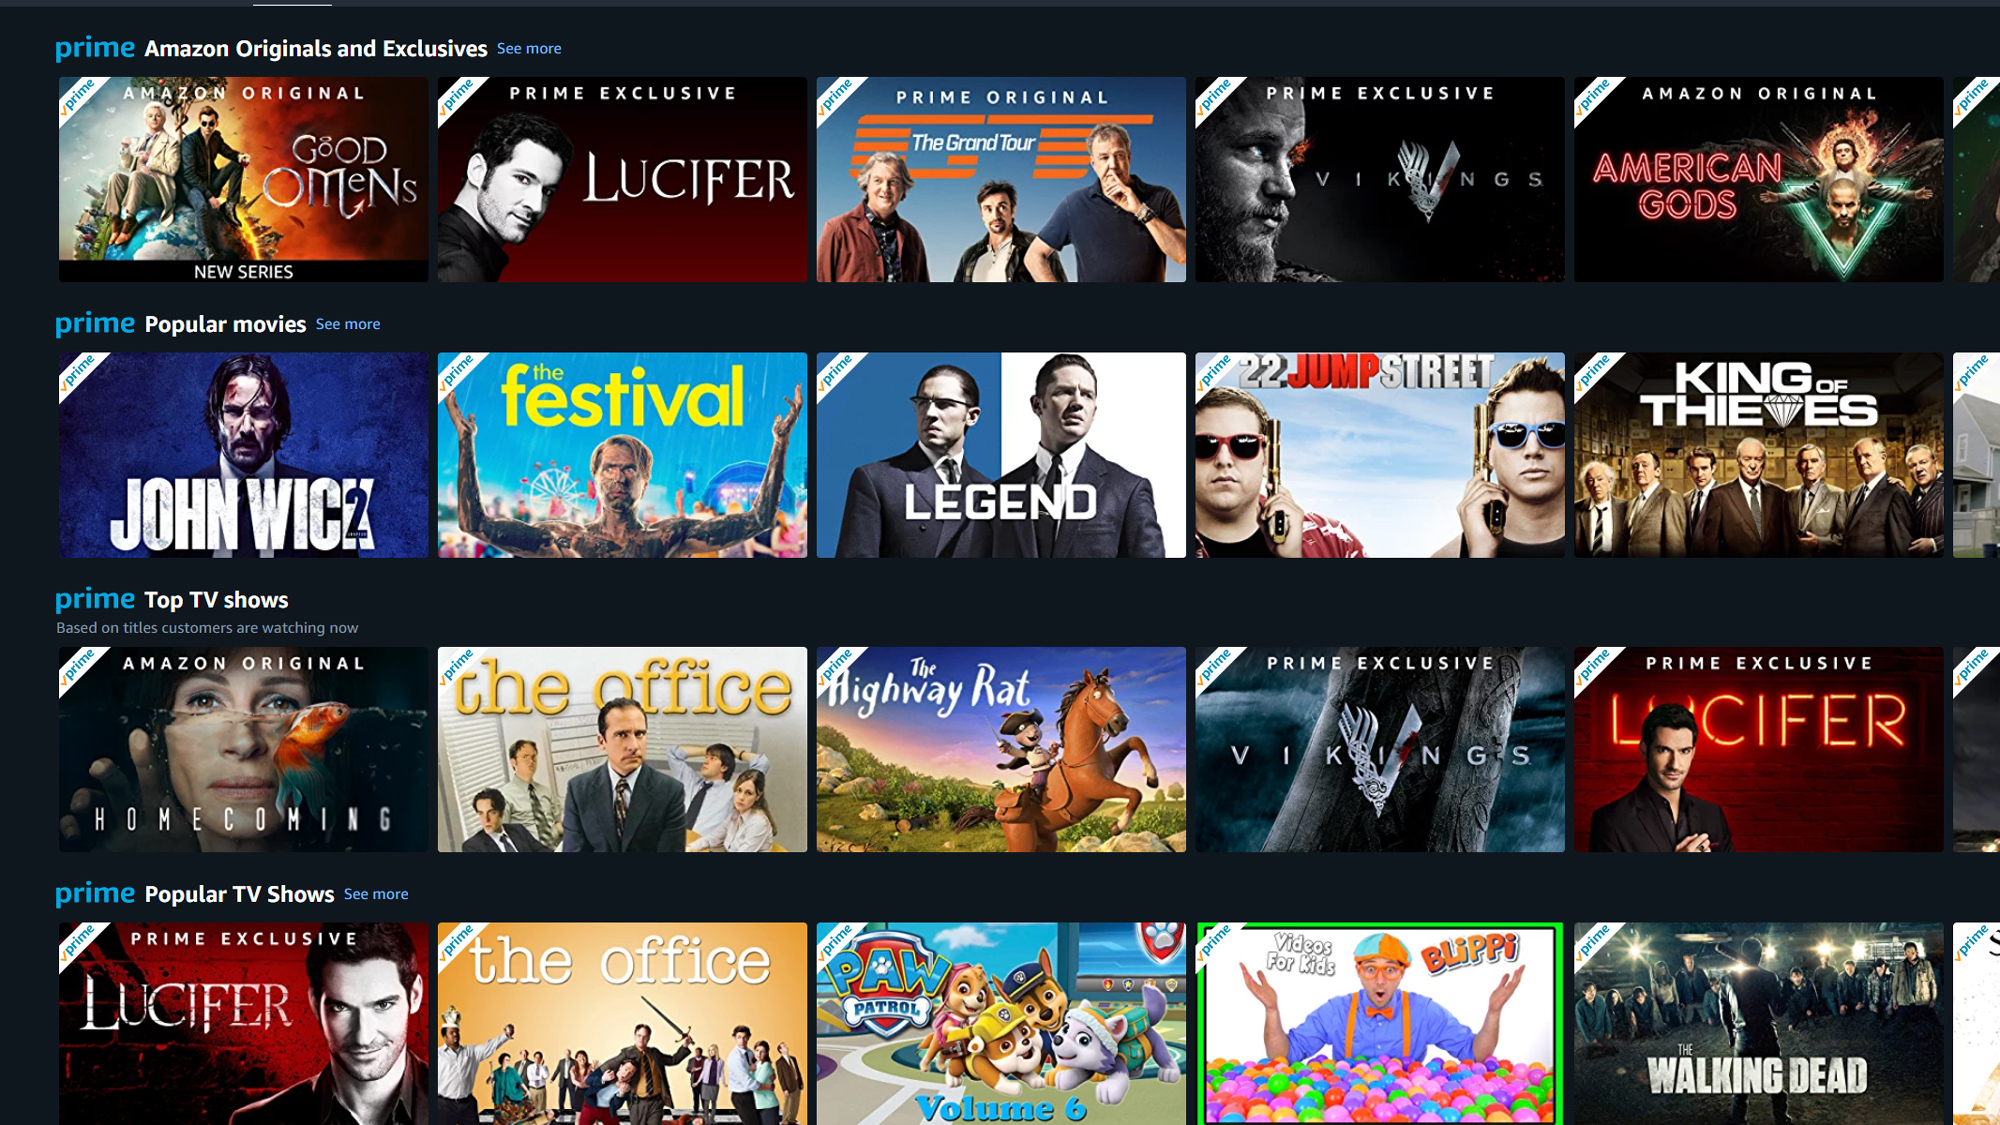 prime Amazon Originals and Exclusives See more
prime
AMAZON ORIGINAL
GOOD
OMENS
NEW SERIES
prime
PRIME EXCLUSIVE
LUCIFER
prime
PRIME ORIGINAL
The Grand Tour
prime
PRIME EXCLUSIVE
VIKINGS
prime
AMAZON ORIGINAL
AMERICAN
GODS
prime
prime Popular movies See more
prime
JOHN WICK
2
prime
the
festival
prime
LEGEND
prime
22 JUMP STREET
prime
KING OF
THIEVES
prime
prime Top TV shows
Based on titles customers are watching now
prime
AMAZON ORIGINAL
HOMECOMING
prime
the office
prime
The
Highway Rat
prime
PRIME EXCLUSIVE
VIKINGS
prime
PRIME EXCLUSIVE
LUCIFER
prime
prime Popular TV Shows See more
prime
PRIME EXCLUSIVE
LUCIFER
prime
the office
prime
PAW
PATROL
Volume 6
prime
Videos
For Kids
BLiPPi
prime
THE
WALKING DEAD
prime